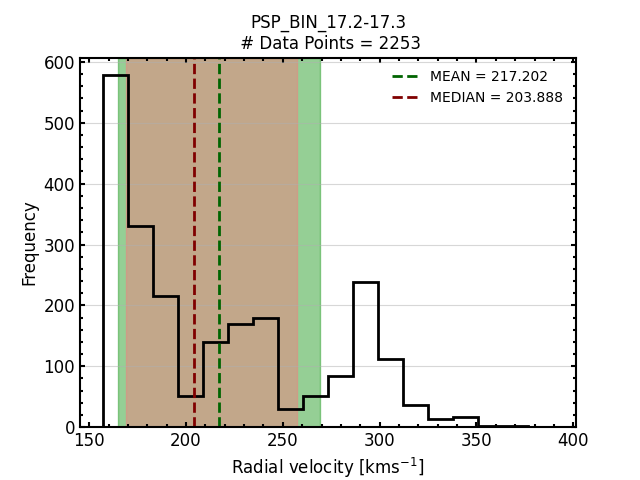 PSP_BIN_17.2-17.3
# Data Points = 2253
600
500
400
300
200
100
0
Frequency
MEAN = 217.202
MEDIAN = 203.888
150 200 250 300 350 400
Radial velocity [kms⁻¹]